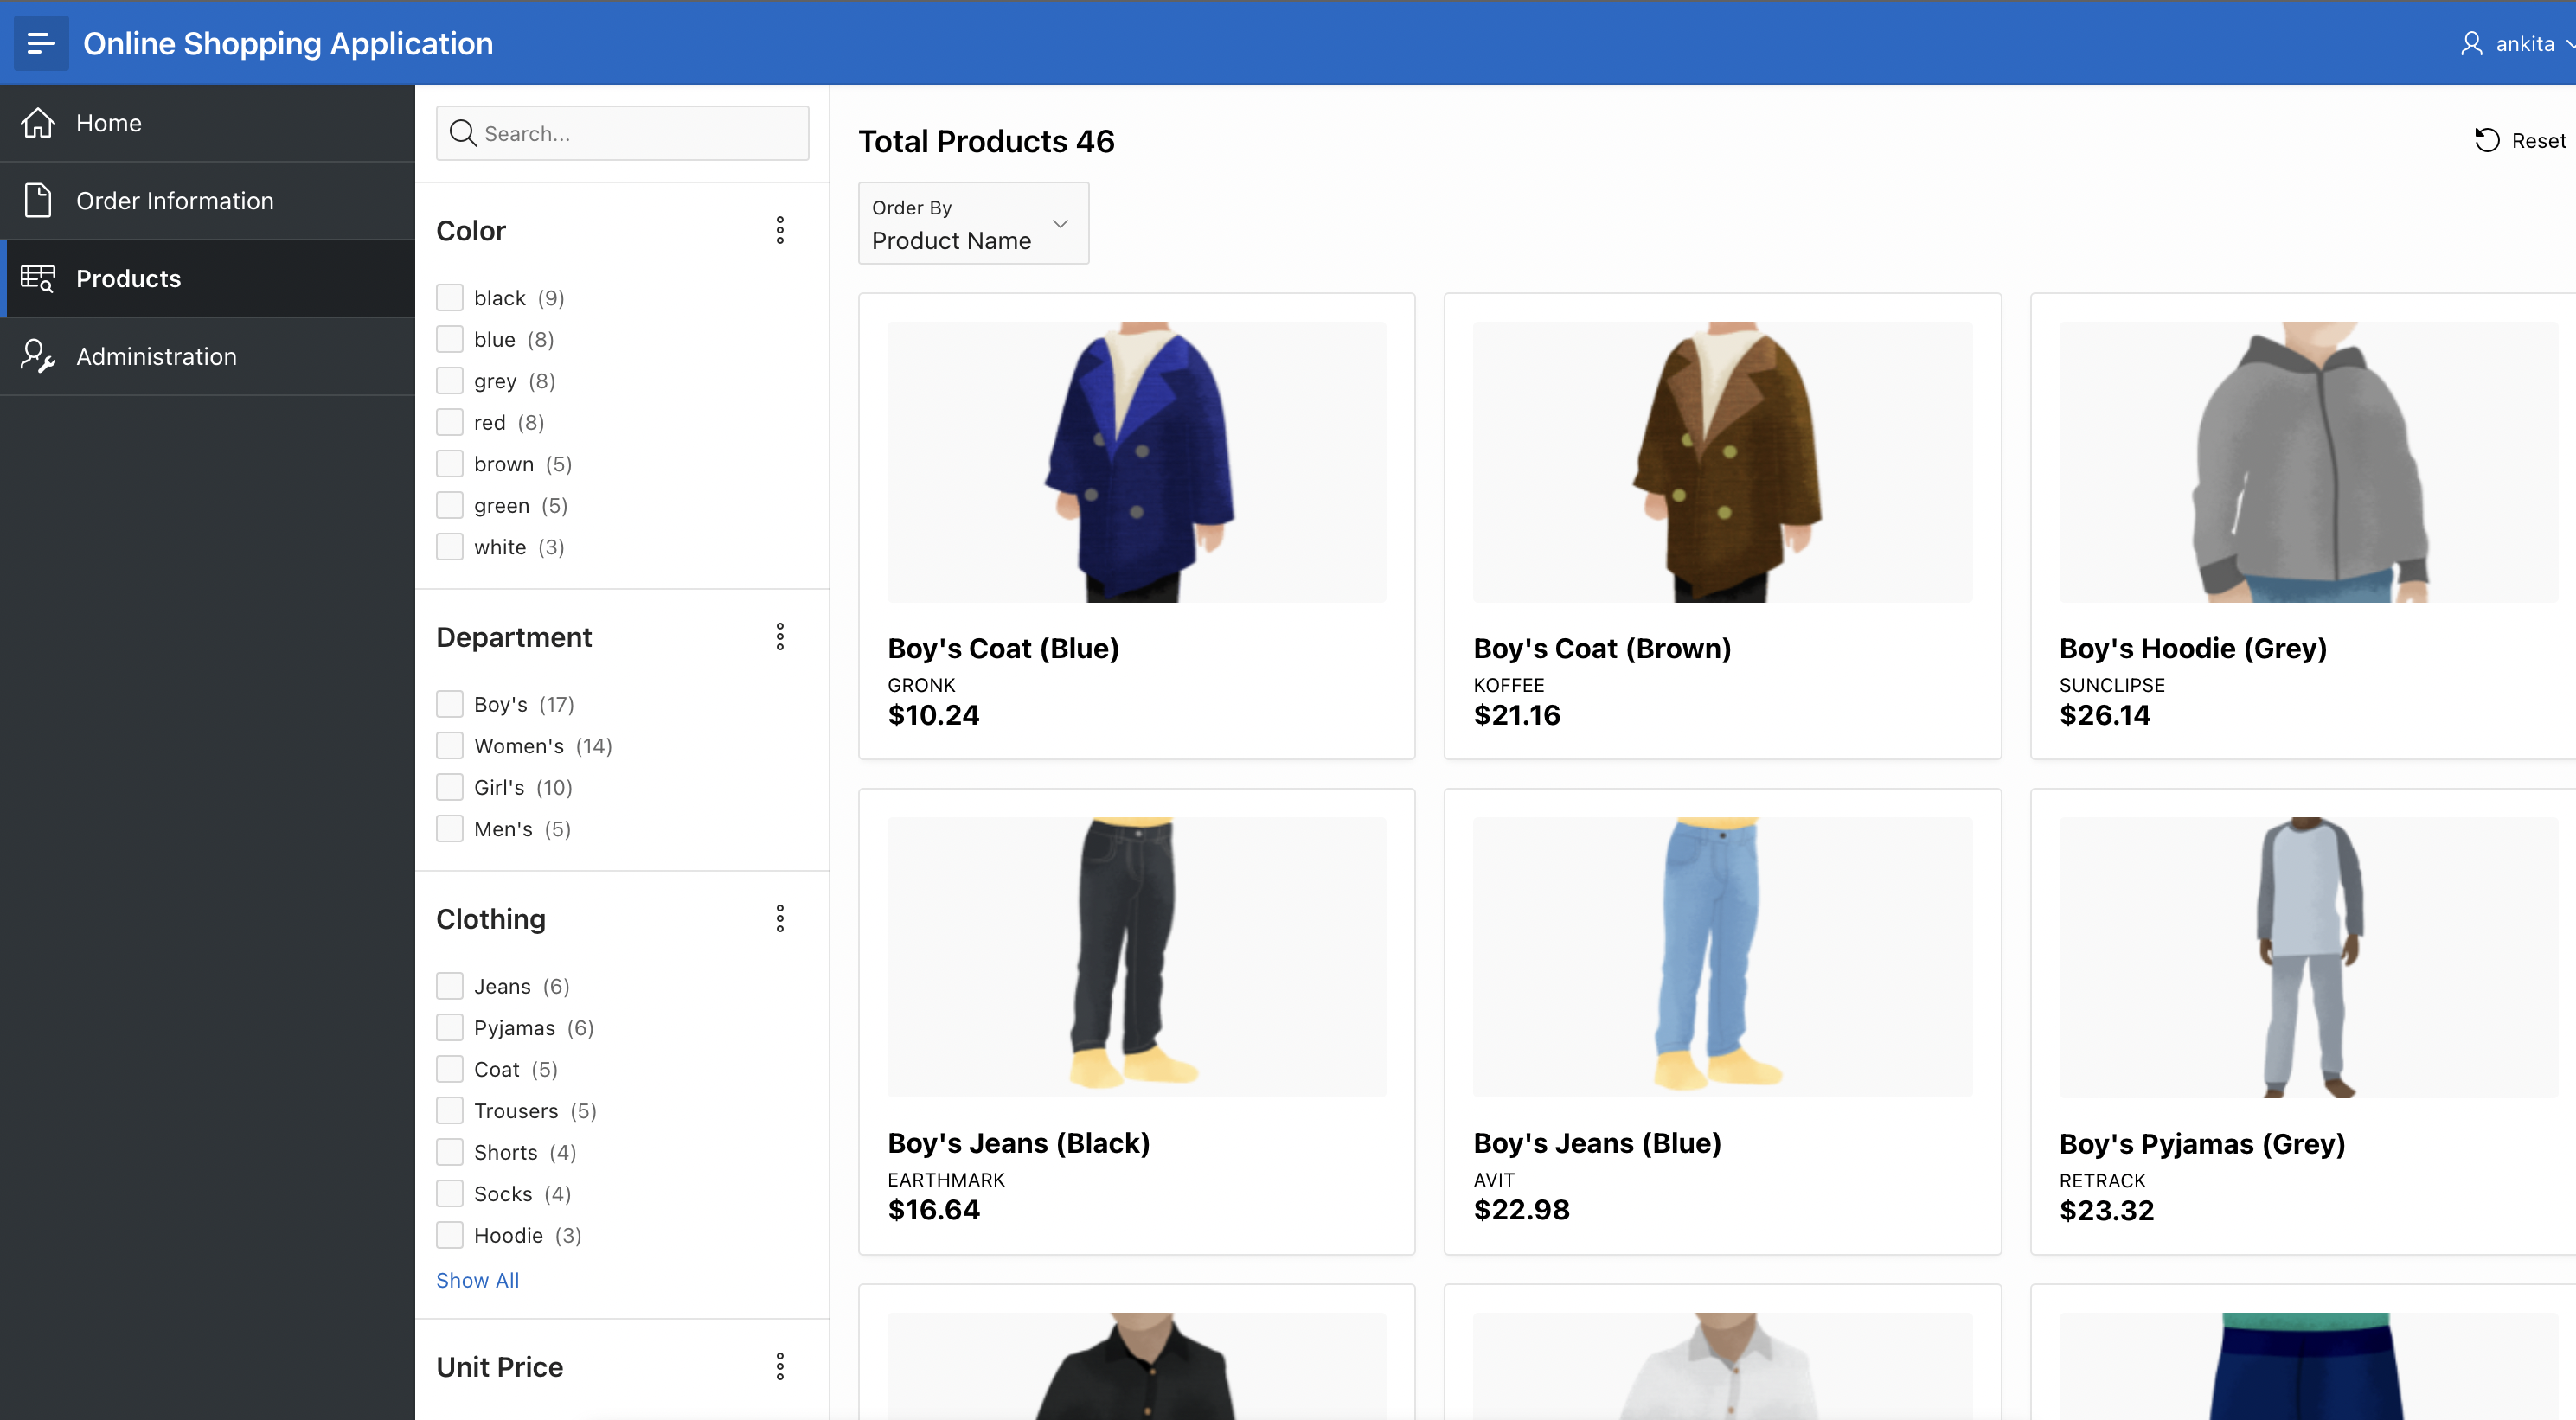 Online Shopping Application
ankita
Home
Order Information
Products
Administration
Search...
Color
black (9)
blue (8)
grey (8)
red (8)
brown (5)
green (5)
white (3)
Department
Boy's (17)
Women's (14)
Girl's (10)
Men's (5)
Clothing
Jeans (6)
Pyjamas (6)
Coat (5)
Trousers (5)
Shorts (4)
Socks (4)
Hoodie (3)
Show All
Unit Price
Total Products 46
Reset
Order By
Product Name
Boy's Coat (Blue)
GRONK
$10.24
Boy's Coat (Brown)
KOFFEE
$21.16
Boy's Hoodie (Grey)
SUNCLIPSE
$26.14
Boy's Jeans (Black)
EARTHMARK
$16.64
Boy's Jeans (Blue)
AVIT
$22.98
Boy's Pyjamas (Grey)
RETRACK
$23.32